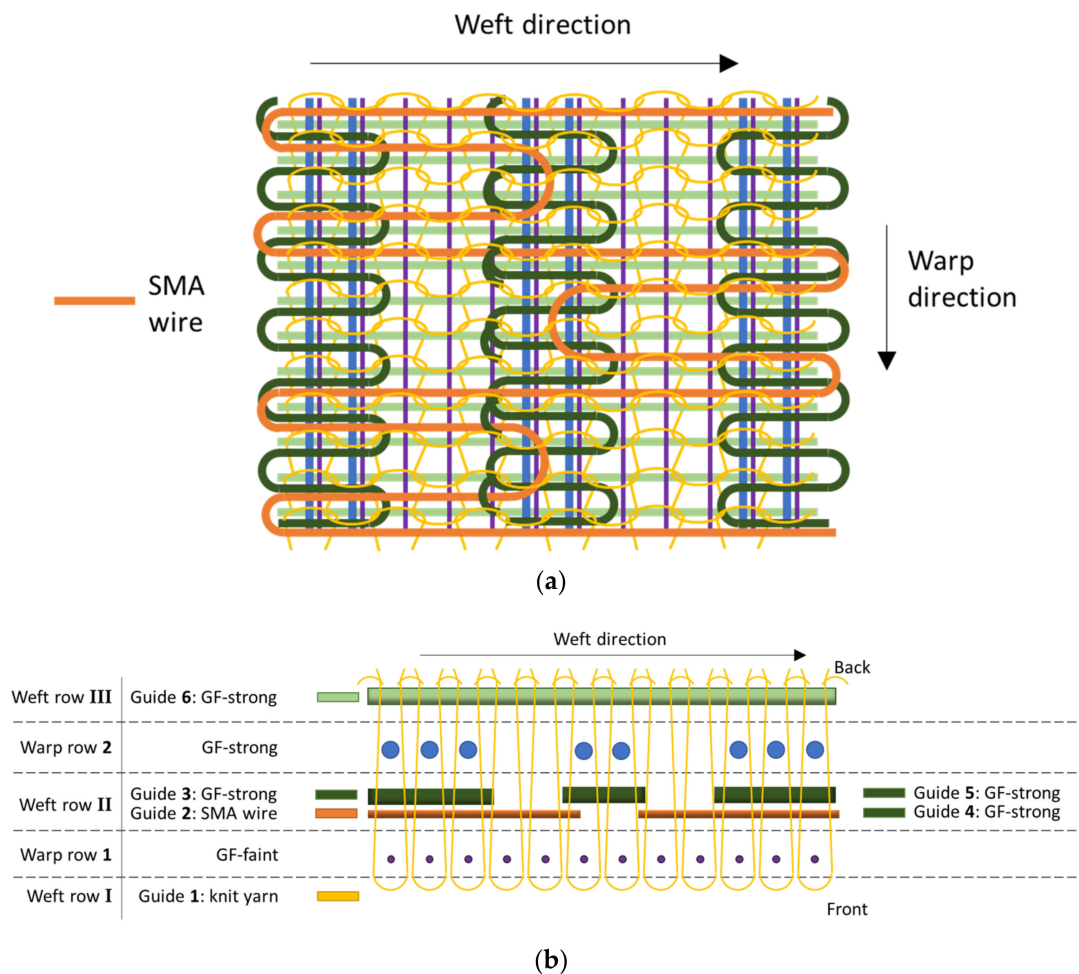 Weft direction
SMA
wire
Warp
direction
(a)
Weft direction
Back
Weft row III Guide 6: GF-strong
Warp row 2 GF-strong
Weft row II Guide 3: GF-strong Guide 5: GF-strong
Guide 2: SMA wire Guide 4: GF-strong
Warp row 1 GF-faint
Weft row I Guide 1: knit yarn
Front
(b)